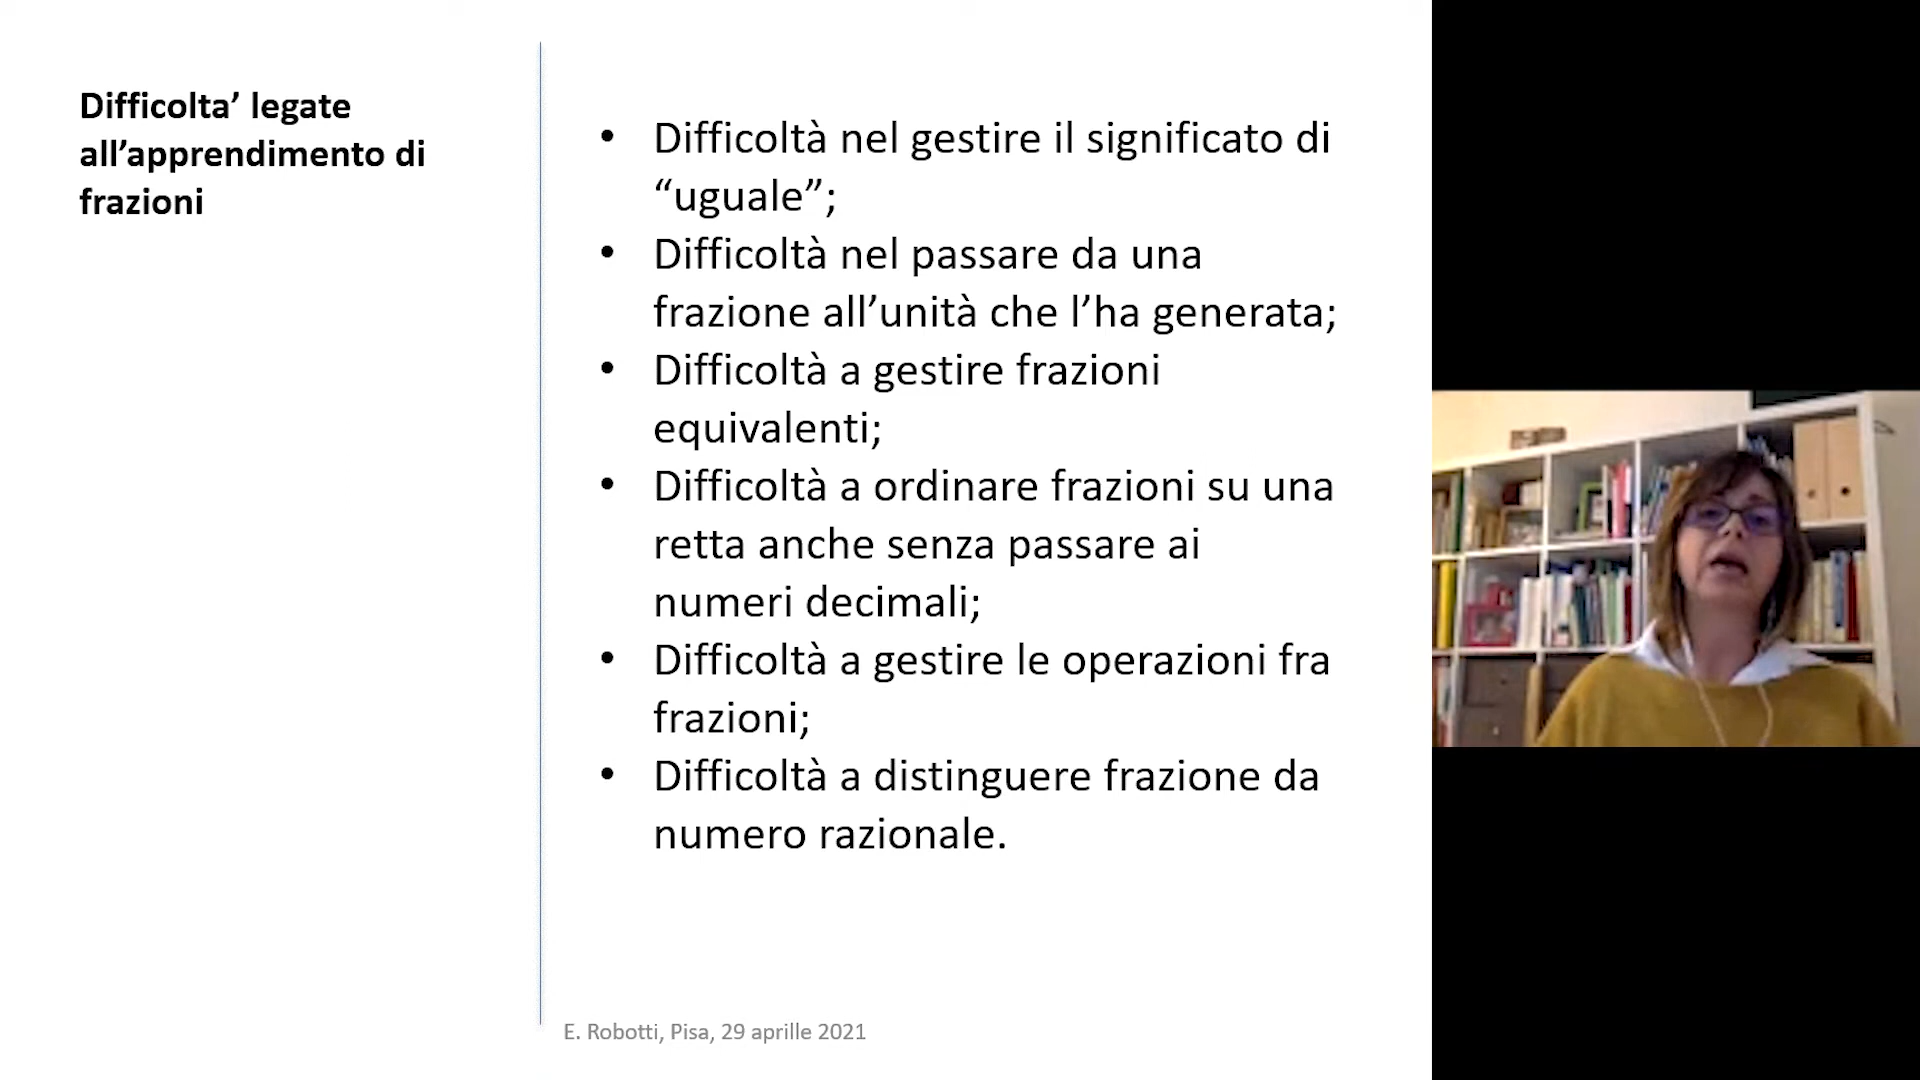 Difficolta’ legate
all’apprendimento di
frazioni
• Difficoltà nel gestire il significato di
“uguale”;
• Difficoltà nel passare da una
frazione all’unità che l’ha generata;
• Difficoltà a gestire frazioni
equivalenti;
• Difficoltà a ordinare frazioni su una
retta anche senza passare ai
numeri decimali;
• Difficoltà a gestire le operazioni fra
frazioni;
• Difficoltà a distinguere frazione da
numero razionale.
E. Robotti, Pisa, 29 aprille 2021